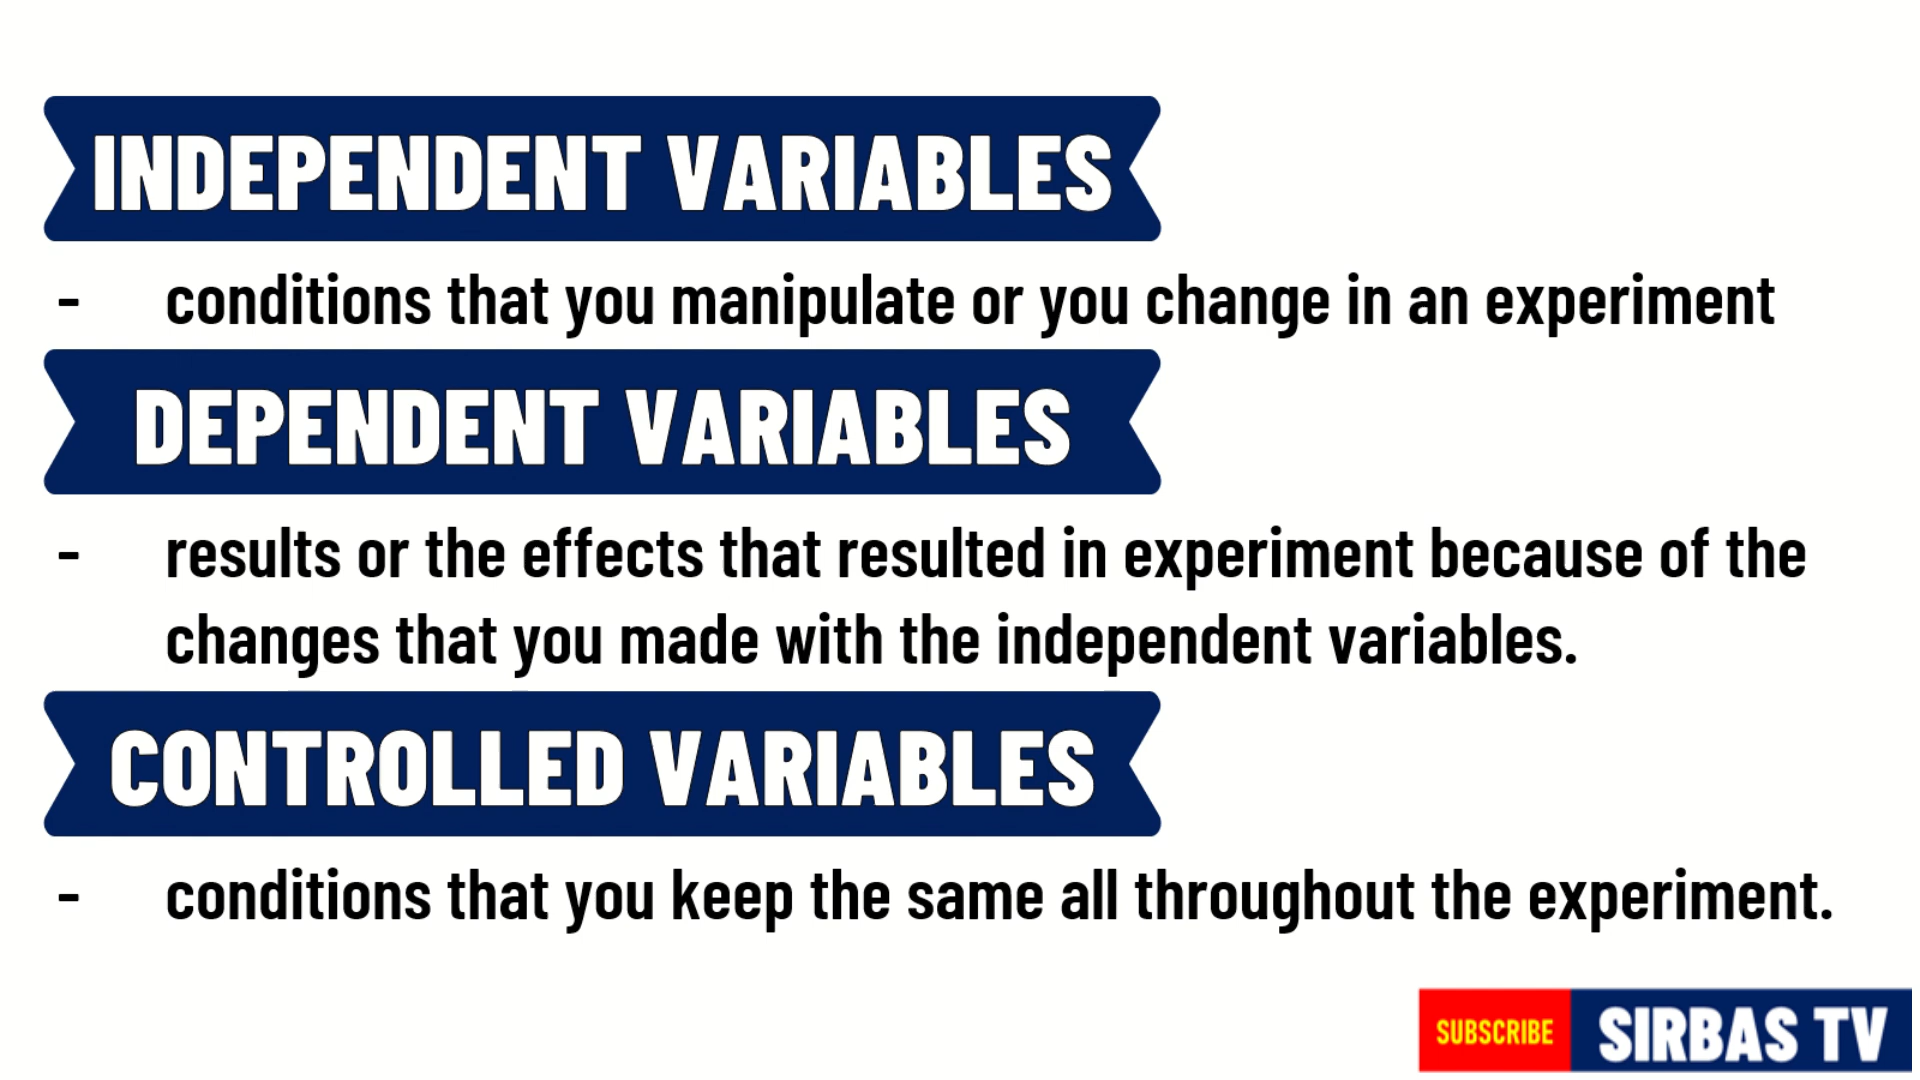 INDEPENDENT VARIABLES
- conditions that you manipulate or you change in an experiment
DEPENDENT VARIABLES
- results or the effects that resulted in experiment because of the
changes that you made with the independent variables.
CONTROLLED VARIABLES
- conditions that you keep the same all throughout the experiment.
SUBSCRIBE SIRBAS TV